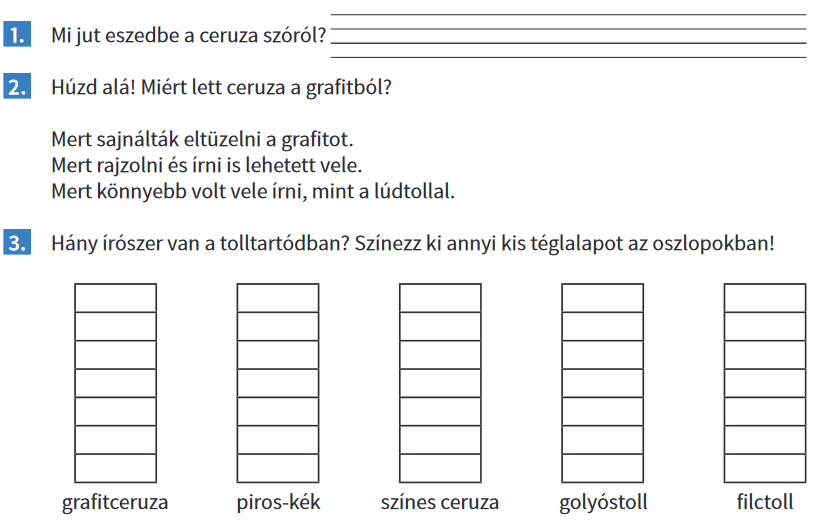 1. Mi jut eszedbe a ceruza szóról?
2. Húzd alá! Miért lett ceruza a grafitból?
Mert sajnálták eltüzelni a grafitot.
Mert rajzolni és írni is lehetett vele.
Mert könnyebb volt vele írni, mint a lúdtollal.
3. Hány írószer van a tolltartódban? Színezz ki annyi kis téglalapot az oszlopokban!
grafitceruza piros-kék színes ceruza golyóstoll filctoll